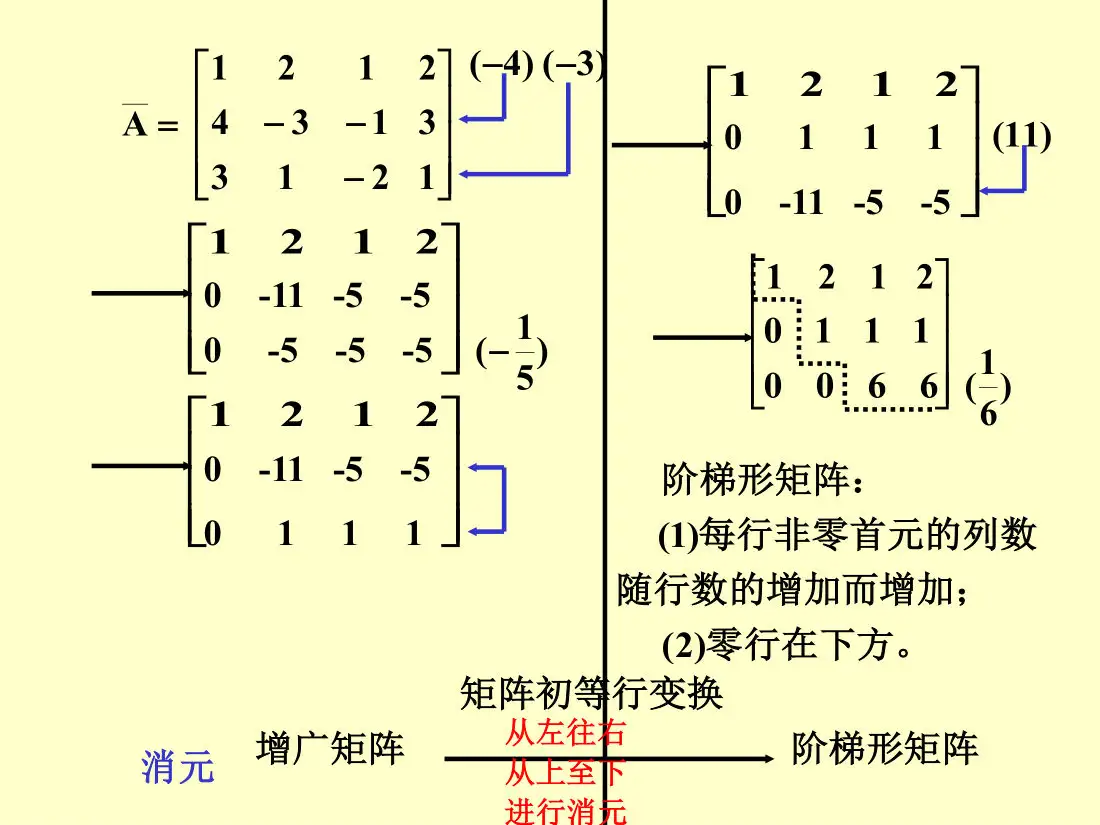 (−4) (−3)
1 2 1 2
A̅ = 4 −3 −1 3
3 1 −2 1
1 2 1 2
0 -11 -5 -5
0 -5 -5 -5 (−1/5)
1 2 1 2
0 -11 -5 -5
0 1 1 1
1 2 1 2
0 1 1 1 (11)
0 -11 -5 -5
1 2 1 2
0 1 1 1
0 0 6 6 (1/6)
阶梯形矩阵：
(1)每行非零首元的列数
随行数的增加而增加；
(2)零行在下方。
矩阵初等行变换
消元 增广矩阵
从左往右
从上至下
进行消元
阶梯形矩阵